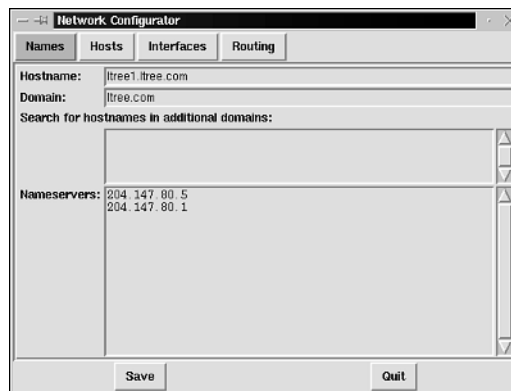 Network Configurator
Names Hosts Interfaces Routing
Hostname: ltree1.ltree.com
Domain: ltree.com
Search for hostnames in additional domains:
Nameservers: 204.147.80.5
204.147.80.1
Save Quit